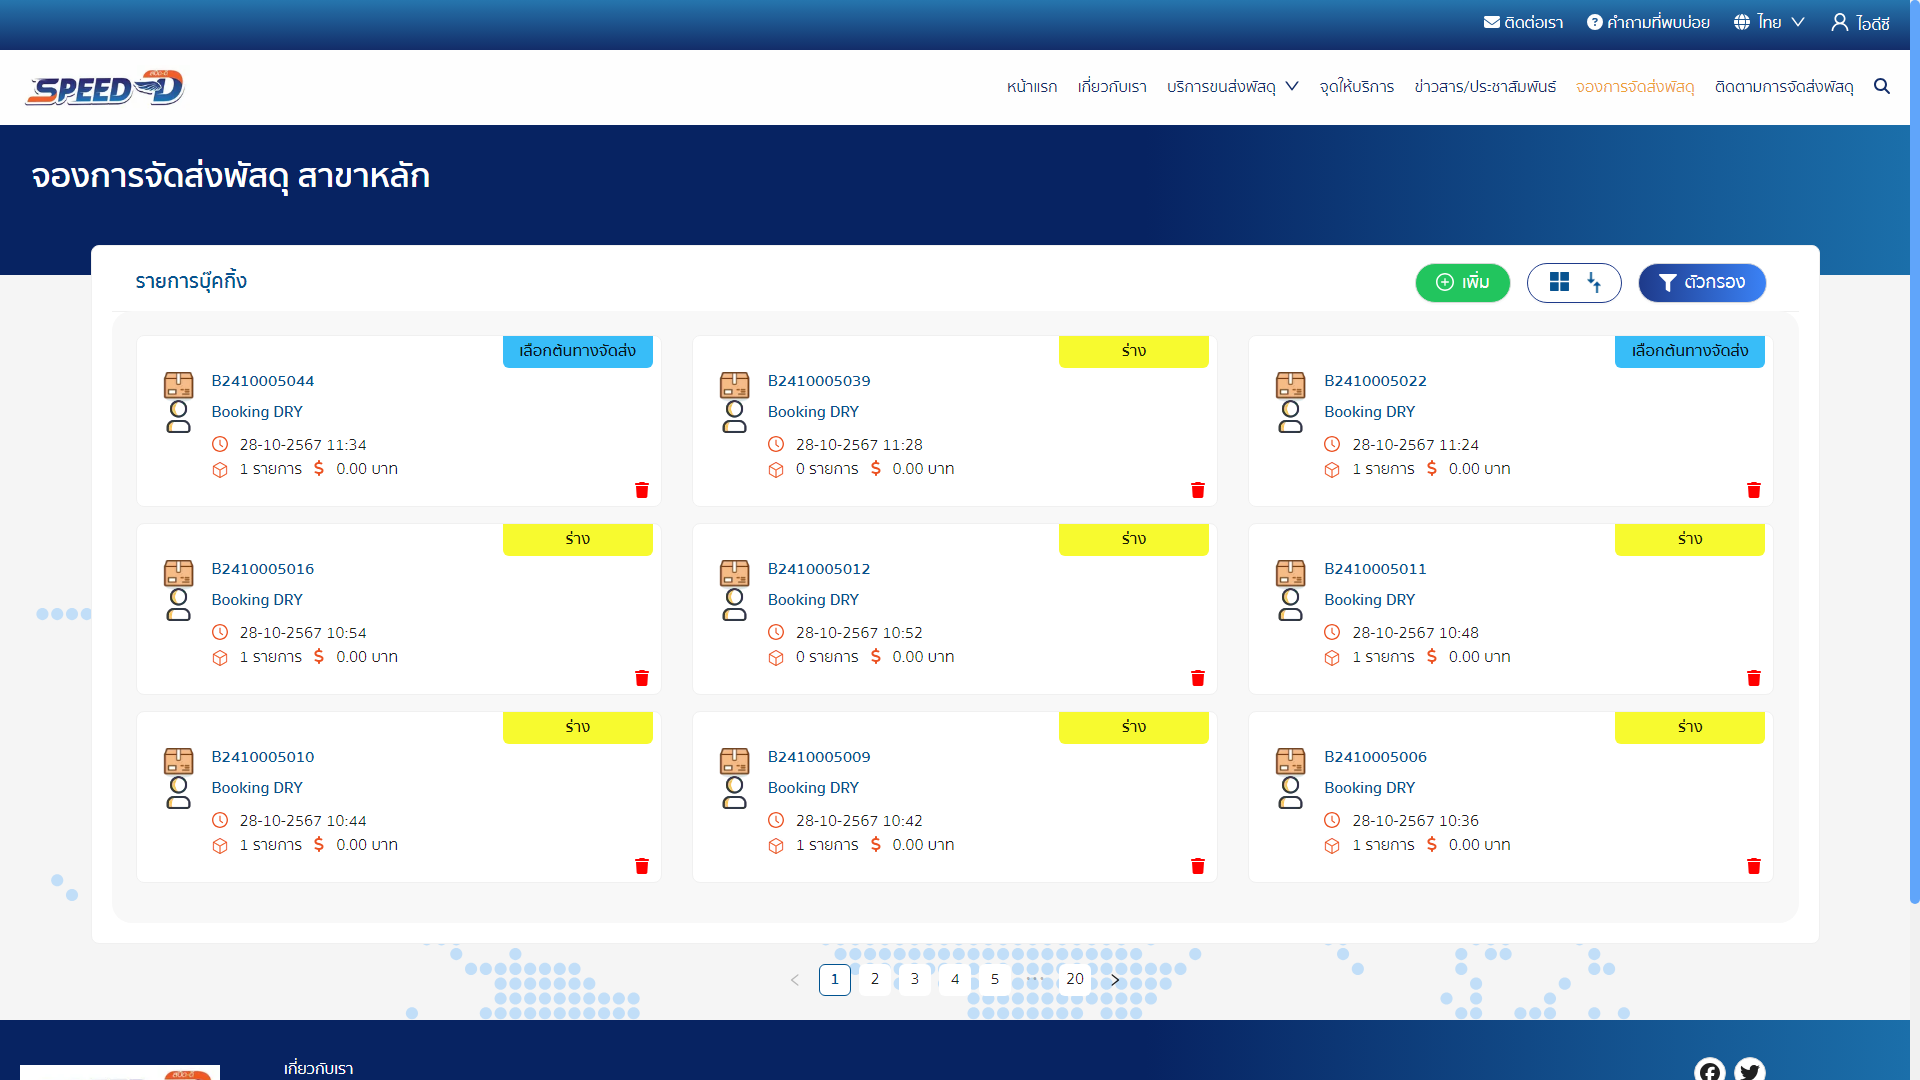 ติดต่อเรา คำถามที่พบบ่อย ไทย ไอดีซี
SPEED-D
หน้าแรก เกี่ยวกับเรา บริการขนส่งพัสดุ จุดให้บริการ ข่าวสาร/ประชาสัมพันธ์ จองการจัดส่งพัสดุ ติดตามการจัดส่งพัสดุ
จองการจัดส่งพัสดุ สาขาหลัก
รายการบุ๊คกิ้ง
เพิ่ม ตัวกรอง
เลือกต้นทางจัดส่ง
B2410005044
Booking DRY
28-10-2567 11:34
1 รายการ $ 0.00 บาท
ร่าง
B2410005039
Booking DRY
28-10-2567 11:28
0 รายการ $ 0.00 บาท
เลือกต้นทางจัดส่ง
B2410005022
Booking DRY
28-10-2567 11:24
1 รายการ $ 0.00 บาท
ร่าง
B2410005016
Booking DRY
28-10-2567 10:54
1 รายการ $ 0.00 บาท
ร่าง
B2410005012
Booking DRY
28-10-2567 10:52
0 รายการ $ 0.00 บาท
ร่าง
B2410005011
Booking DRY
28-10-2567 10:48
1 รายการ $ 0.00 บาท
ร่าง
B2410005010
Booking DRY
28-10-2567 10:44
1 รายการ $ 0.00 บาท
ร่าง
B2410005009
Booking DRY
28-10-2567 10:42
1 รายการ $ 0.00 บาท
ร่าง
B2410005006
Booking DRY
28-10-2567 10:36
1 รายการ $ 0.00 บาท
1 2 3 4 5 ••• 20
เกี่ยวกับเรา